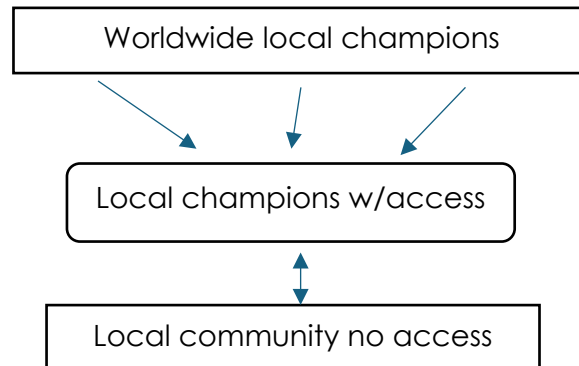 Worldwide local champions
Local champions w/access
Local community no access